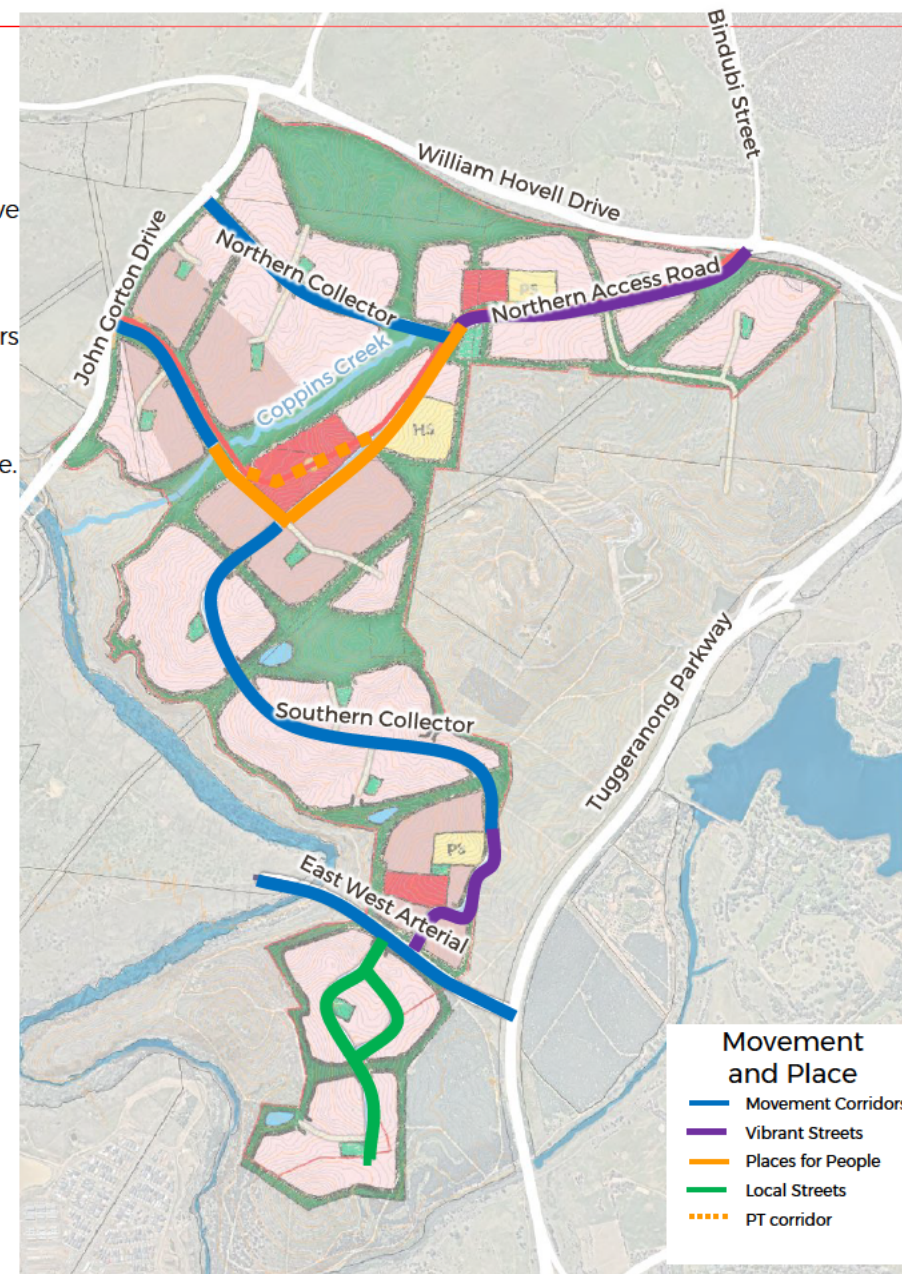 ve
ers
e.
Bindubi Street
William Hovell Drive
John Gorton Drive
Northern Collector
Northern Access Road
PS
Coppins Creek
HS
Southern Collector
Tuggeranong Parkway
PS
East West Arterial
Movement
and Place
Movement Corridors
Vibrant Streets
Places for People
Local Streets
PT corridor